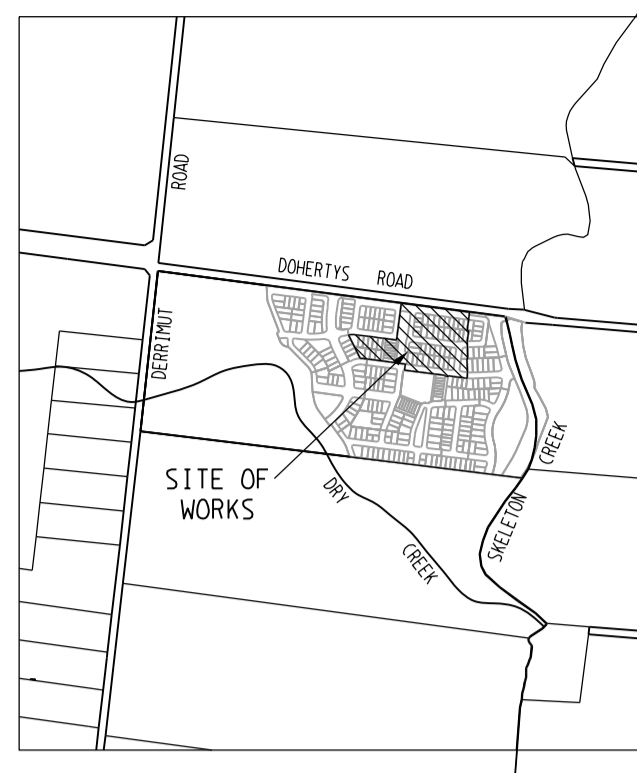 ROAD
DOHERTYS ROAD
DERRIMUT
SITE OF
WORKS
DRY
CREEK
SKELETON
CREEK